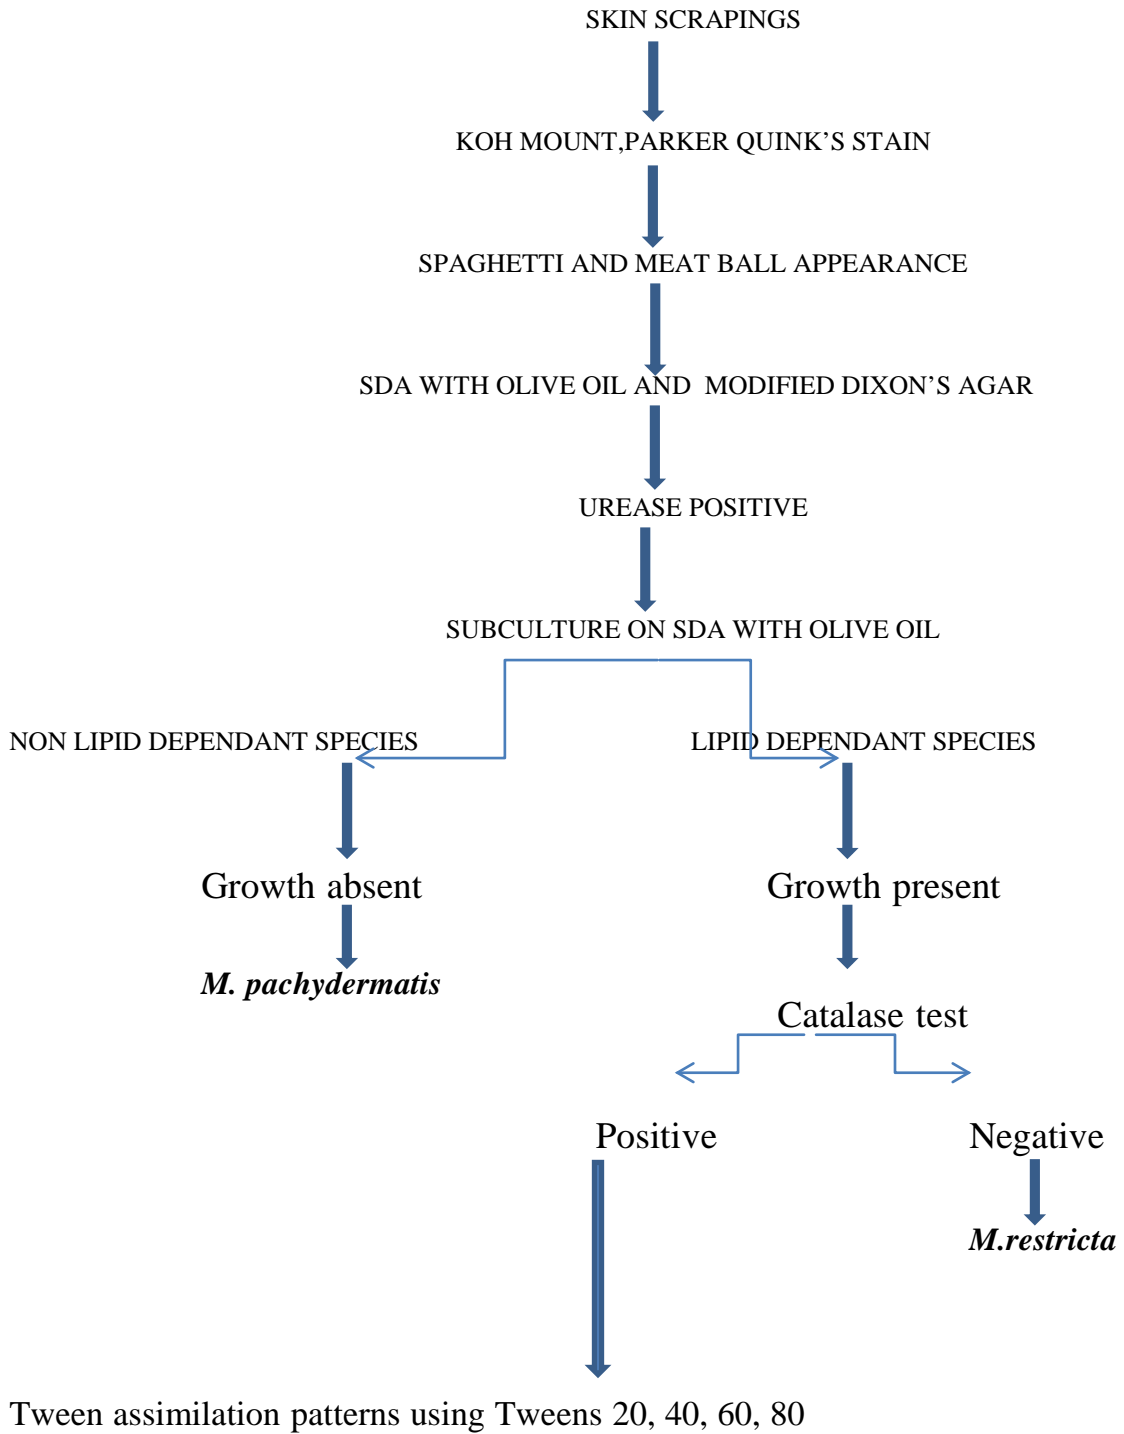 SKIN SCRAPINGS
KOH MOUNT,PARKER QUINK'S STAIN
SPAGHETTI AND MEAT BALL APPEARANCE
SDA WITH OLIVE OIL AND MODIFIED DIXON'S AGAR
UREASE POSITIVE
SUBCULTURE ON SDA WITH OLIVE OIL
NON LIPID DEPENDANT SPECIES
LIPID DEPENDANT SPECIES
Growth absent
Growth present
M. pachydermatis
Catalase test
Positive
Negative
M.restricta
Tween assimilation patterns using Tweens 20, 40, 60, 80